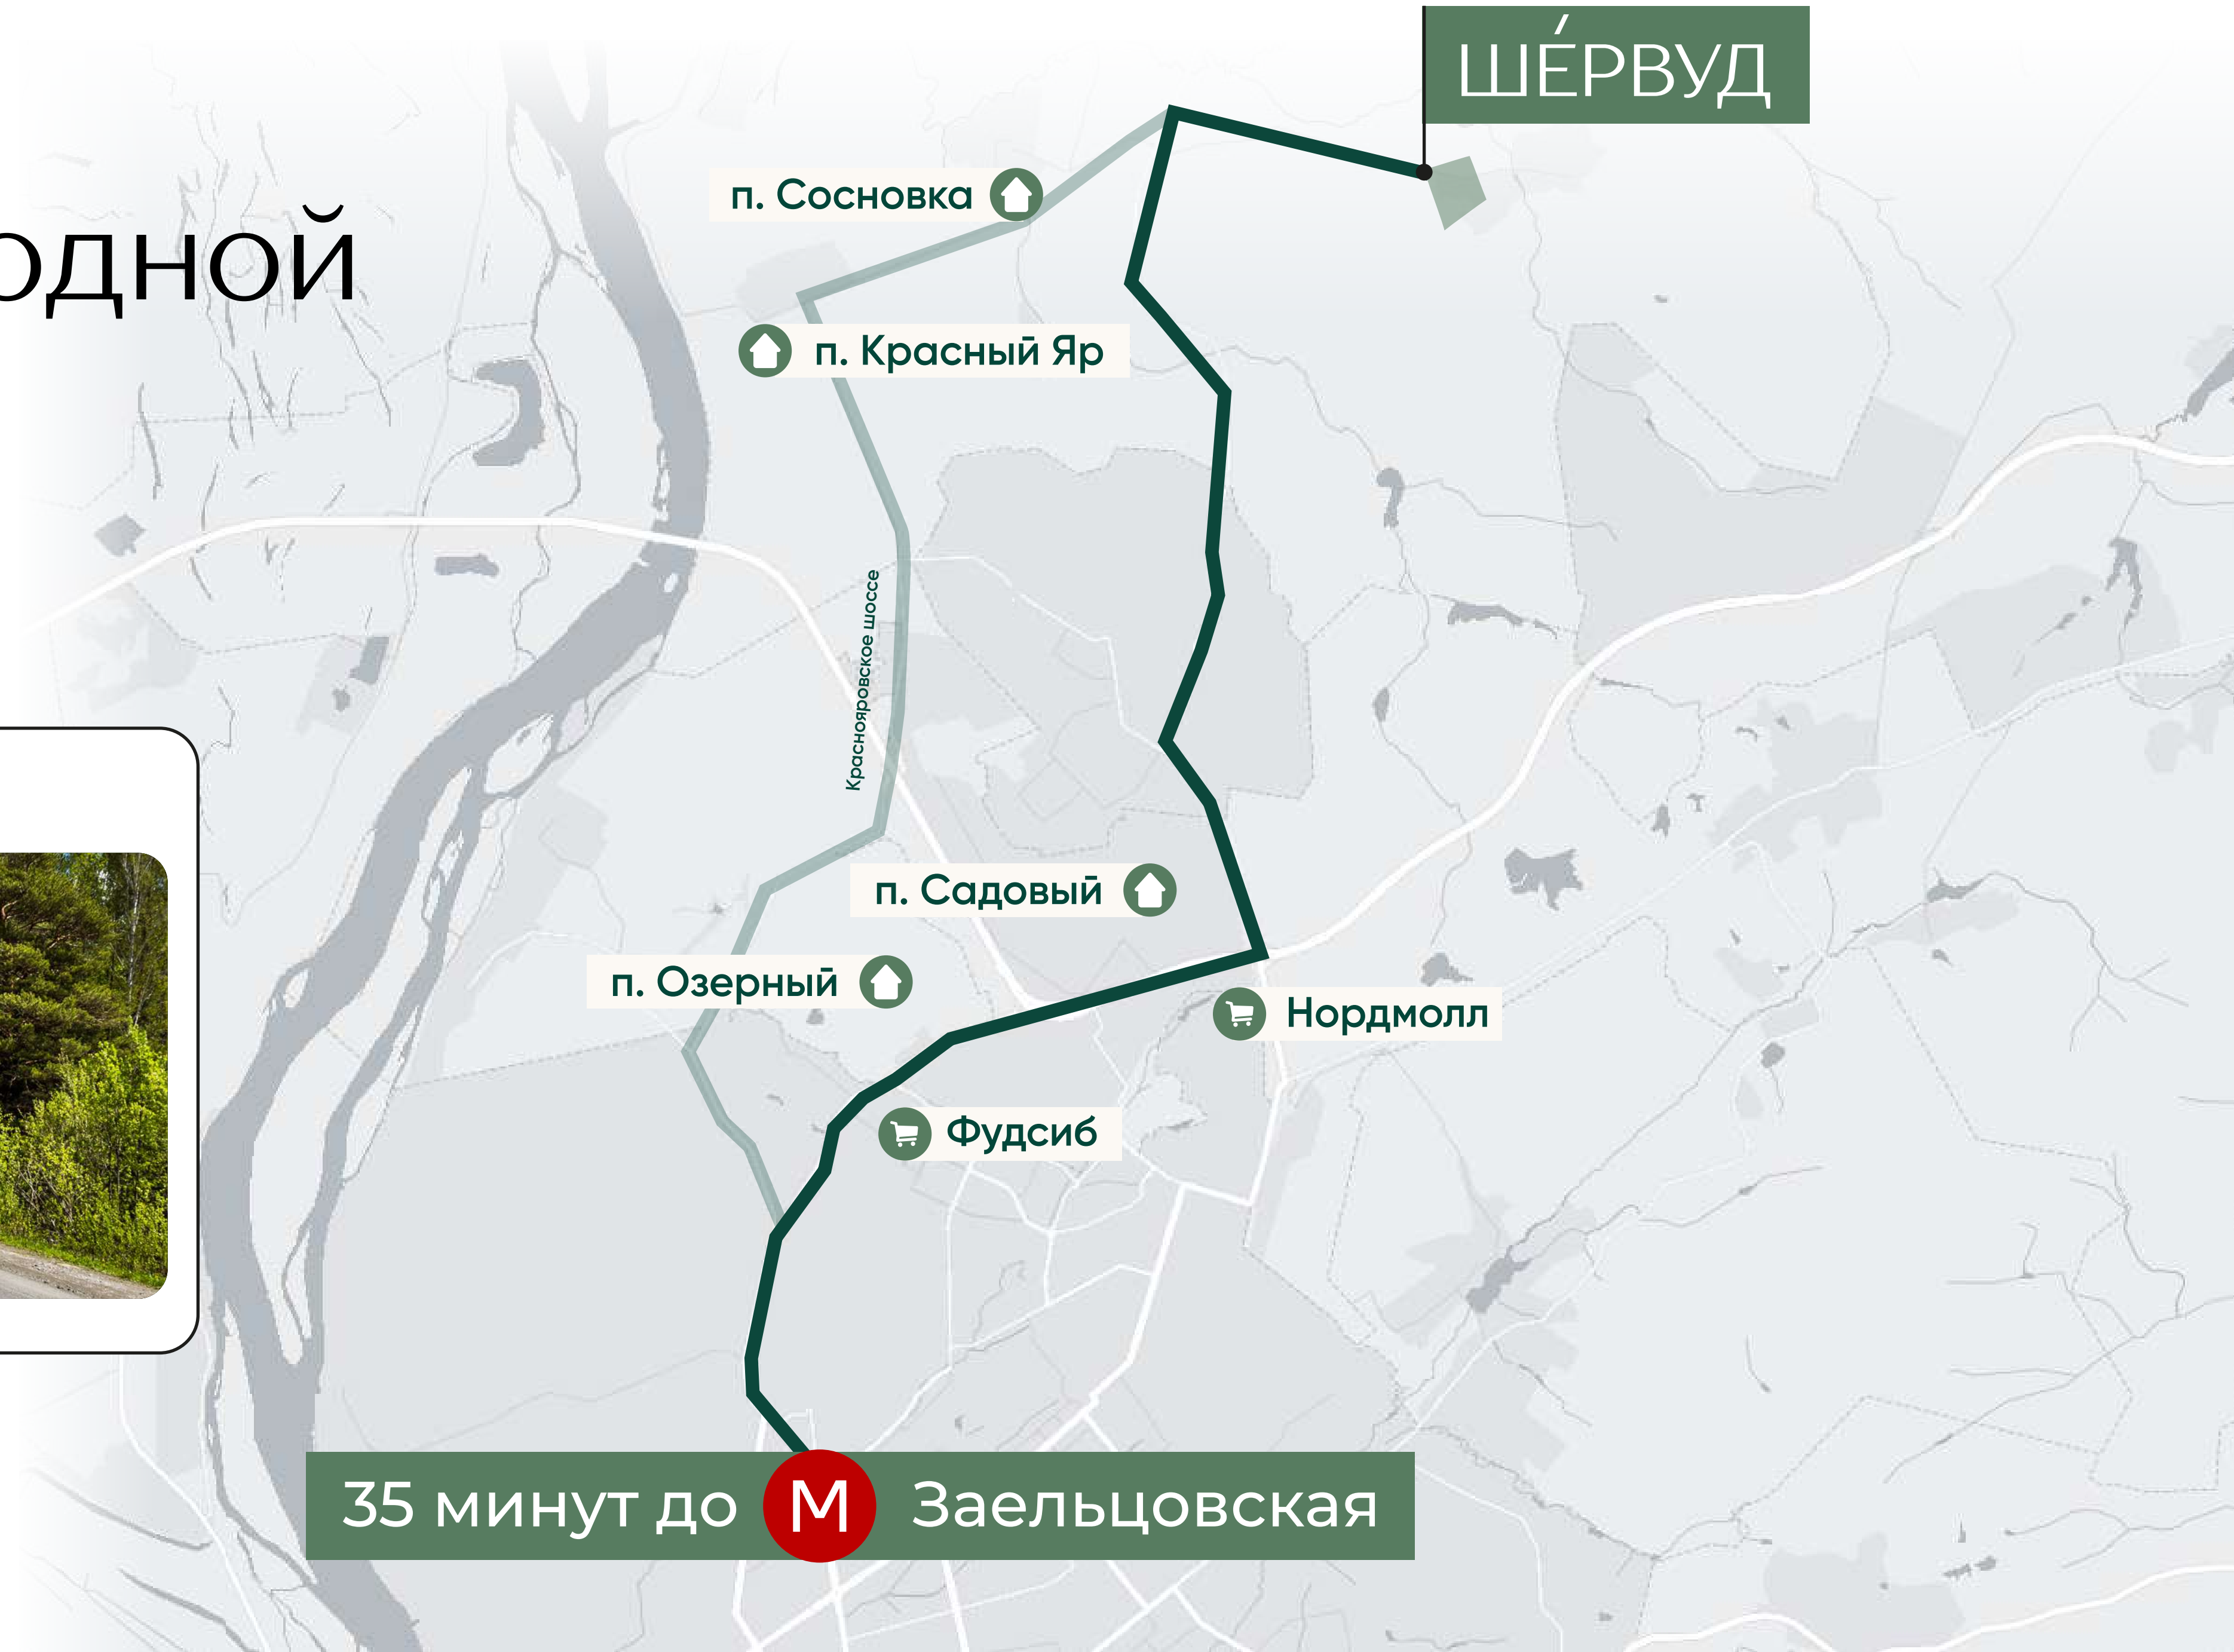 ШЕ́РВУД
п. Сосновка
одной
п. Красный Яр
Краснояровское шоссе
п. Садовый
п. Озерный
Нордмолл
Фудсиб
35 минут до М Заельцовская